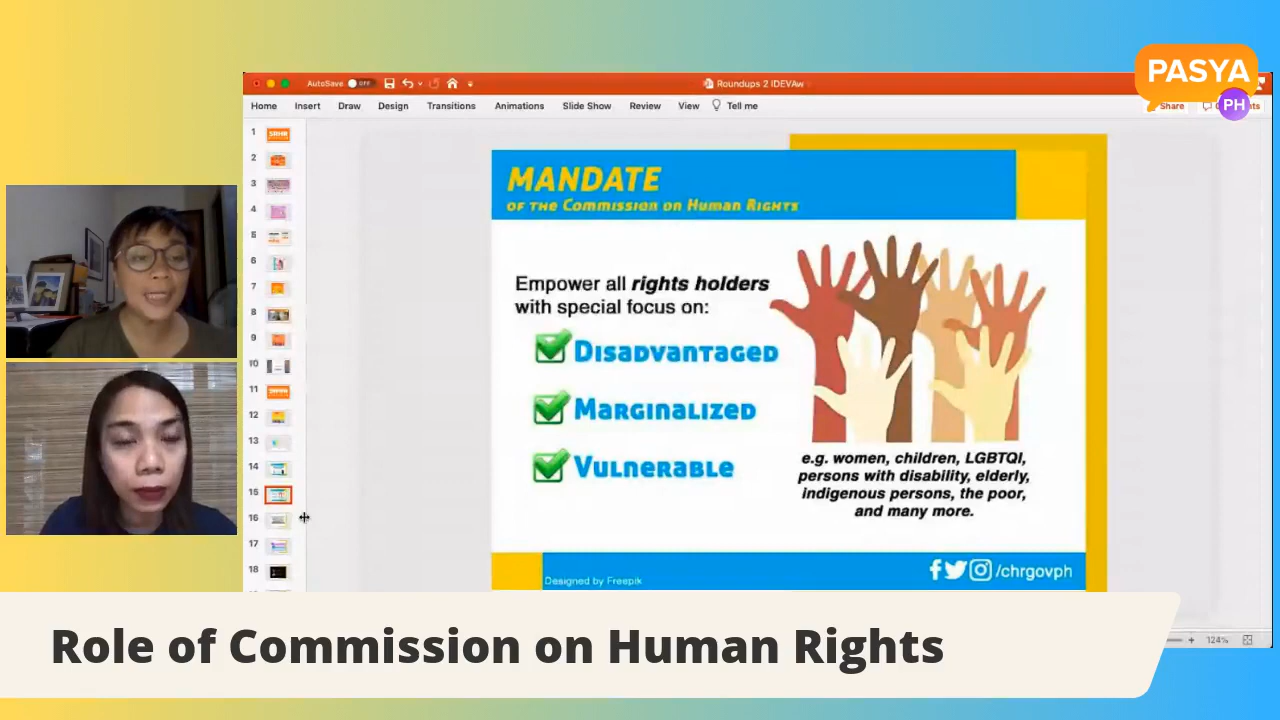 PASYA
PH
AutoSave OFF
Roundups 2 IDEVAw
Home Insert Draw Design Transitions Animations Slide Show Review View Tell me
Share
1
2
3
4
5
6
7
8
9
10
11
12
13
14
15
16
17
18
MANDATE
OF THE COMMISSION ON HUMAN RIGHTS
Empower all rights holders
with special focus on:
DISADVANTAGED
MARGINALIZED
VULNERABLE
e.g. women, children, LGBTQI,
persons with disability, elderly,
indigenous persons, the poor,
and many more.
Designed by Freepik
/chrgovph
124%
Role of Commission on Human Rights